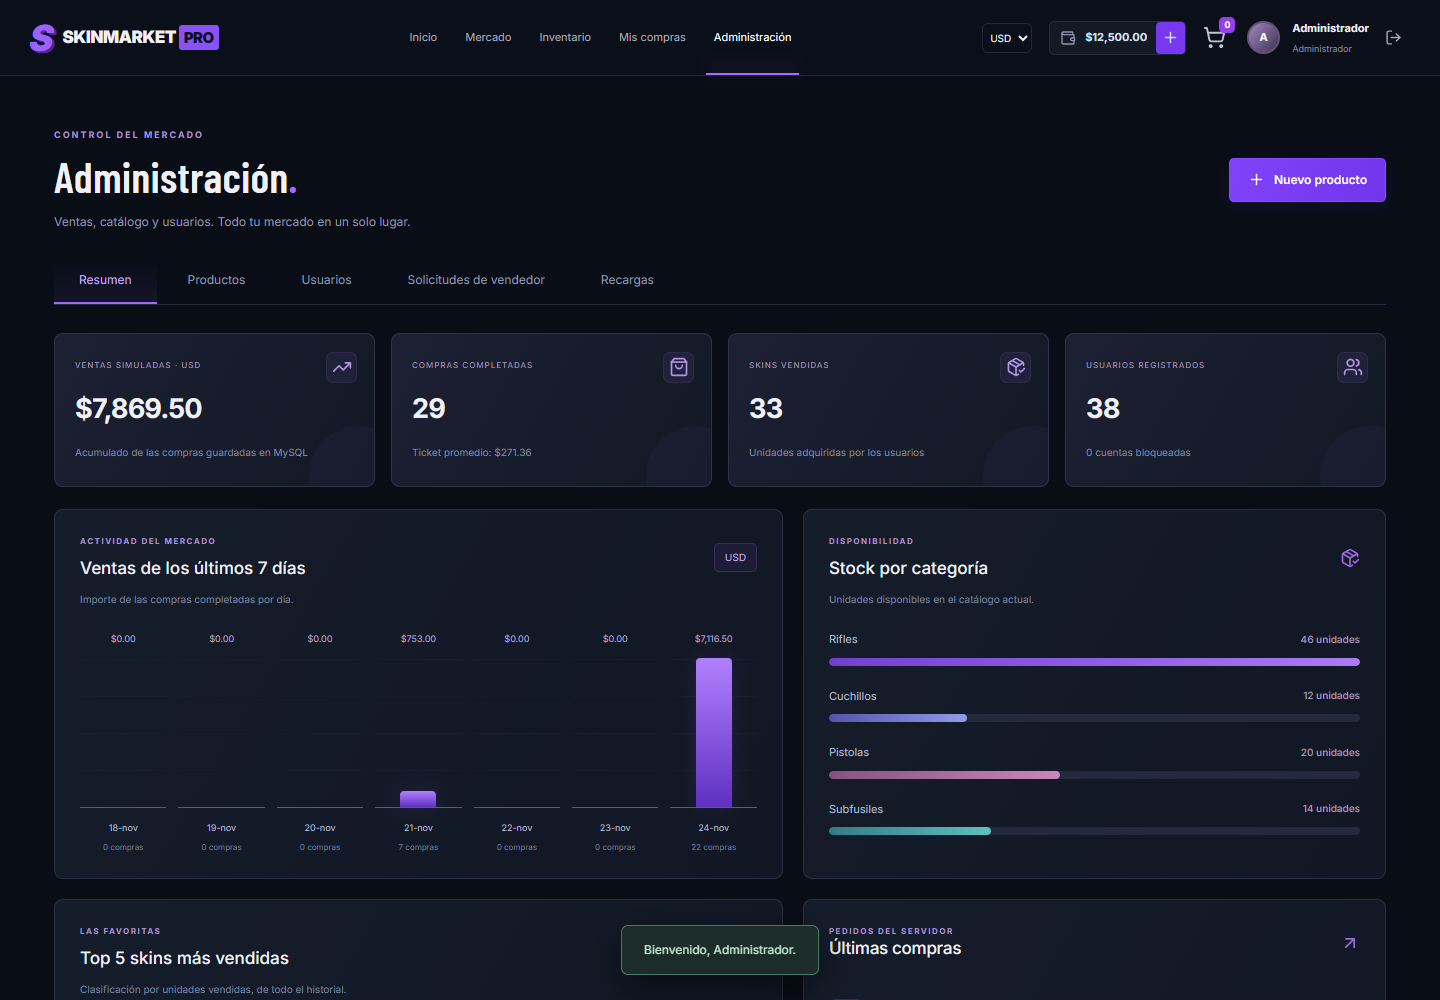 SKINMARKET PRO
Inicio
Mercado
Inventario
Mis compras
Administración
USD
$12,500.00
0
A
Administrador
Administrador
CONTROL DEL MERCADO
Administración.
Ventas, catálogo y usuarios. Todo tu mercado en un solo lugar.
Nuevo producto
Resumen
Productos
Usuarios
Solicitudes de vendedor
Recargas
VENTAS SIMULADAS · USD
$7,869.50
Acumulado de las compras guardadas en MySQL
COMPRAS COMPLETADAS
29
Ticket promedio: $271.36
SKINS VENDIDAS
33
Unidades adquiridas por los usuarios
USUARIOS REGISTRADOS
38
0 cuentas bloqueadas
ACTIVIDAD DEL MERCADO
Ventas de los últimos 7 días
Importe de las compras completadas por día.
USD
$0.00 $0.00 $0.00 $753.00 $0.00 $0.00 $7,116.50
18-nov 19-nov 20-nov 21-nov 22-nov 23-nov 24-nov
0 compras 0 compras 0 compras 7 compras 0 compras 0 compras 22 compras
DISPONIBILIDAD
Stock por categoría
Unidades disponibles en el catálogo actual.
Rifles 46 unidades
Cuchillos 12 unidades
Pistolas 20 unidades
Subfusiles 14 unidades
LAS FAVORITAS
Top 5 skins más vendidas
Clasificación por unidades vendidas, de todo el historial.
PEDIDOS DEL SERVIDOR
Últimas compras
Bienvenido, Administrador.